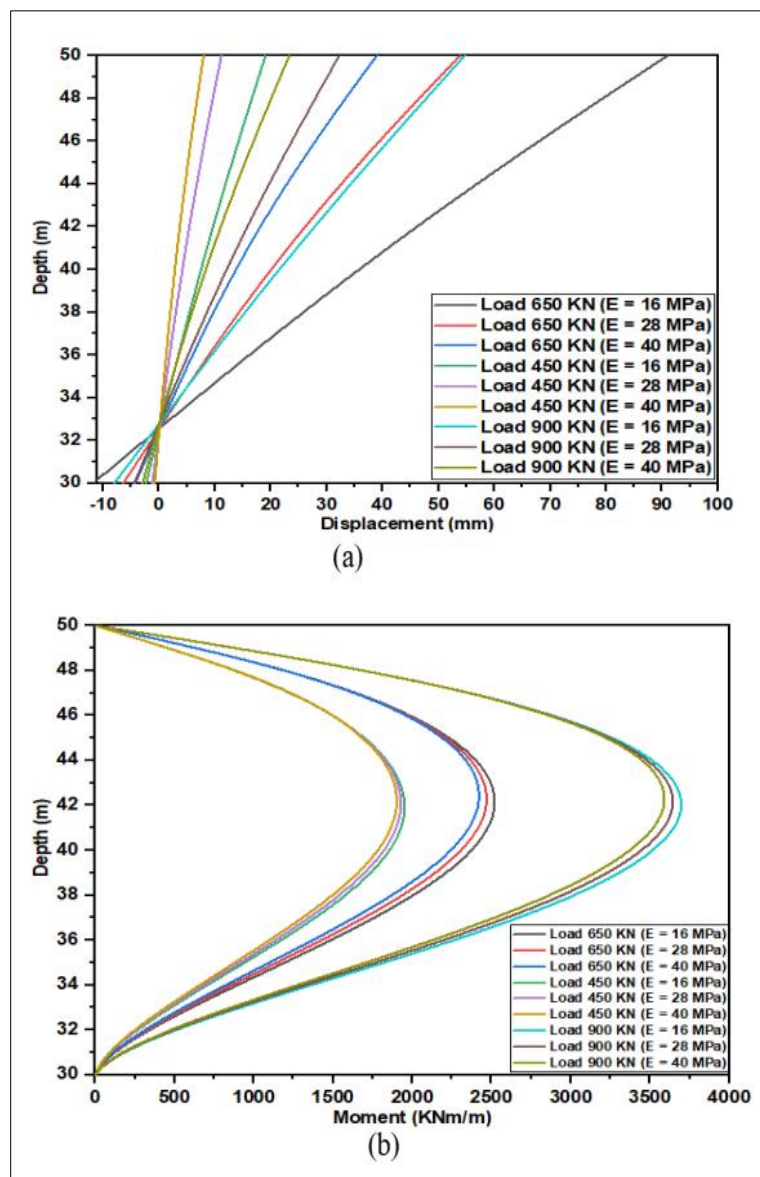 50
48
46
44
42
40
38
36
34
32
30
Depth (m)
Load 650 KN (E = 16 MPa)
Load 650 KN (E = 28 MPa)
Load 650 KN (E = 40 MPa)
Load 450 KN (E = 16 MPa)
Load 450 KN (E = 28 MPa)
Load 450 KN (E = 40 MPa)
Load 900 KN (E = 16 MPa)
Load 900 KN (E = 28 MPa)
Load 900 KN (E = 40 MPa)
-10 0 10 20 30 40 50 60 70 80 90 100
Displacement (mm)
(a)
50
48
46
44
42
40
38
36
34
32
30
Depth (m)
Load 650 KN (E = 16 MPa)
Load 650 KN (E = 28 MPa)
Load 650 KN (E = 40 MPa)
Load 450 KN (E = 16 MPa)
Load 450 KN (E = 28 MPa)
Load 450 KN (E = 40 MPa)
Load 900 KN (E = 16 MPa)
Load 900 KN (E = 28 MPa)
Load 900 KN (E = 40 MPa)
0 500 1000 1500 2000 2500 3000 3500 4000
Moment (KNm/m)
(b)